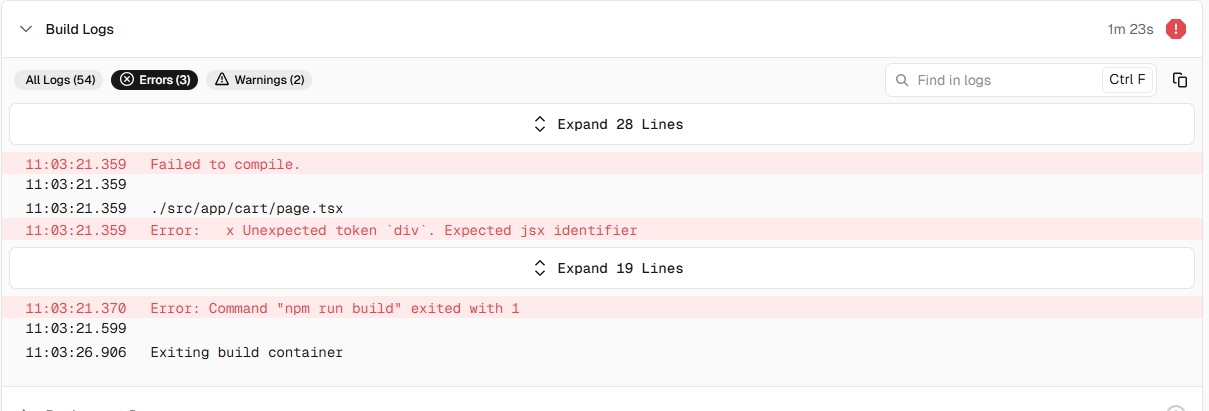 Build Logs 1m 23s
All Logs (54) Errors (3) Warnings (2) Find in logs Ctrl F
Expand 28 Lines
11:03:21.359 Failed to compile.
11:03:21.359
11:03:21.359 ./src/app/cart/page.tsx
11:03:21.359 Error:   x Unexpected token `div`. Expected jsx identifier
Expand 19 Lines
11:03:21.370 Error: Command "npm run build" exited with 1
11:03:21.599
11:03:26.906 Exiting build container